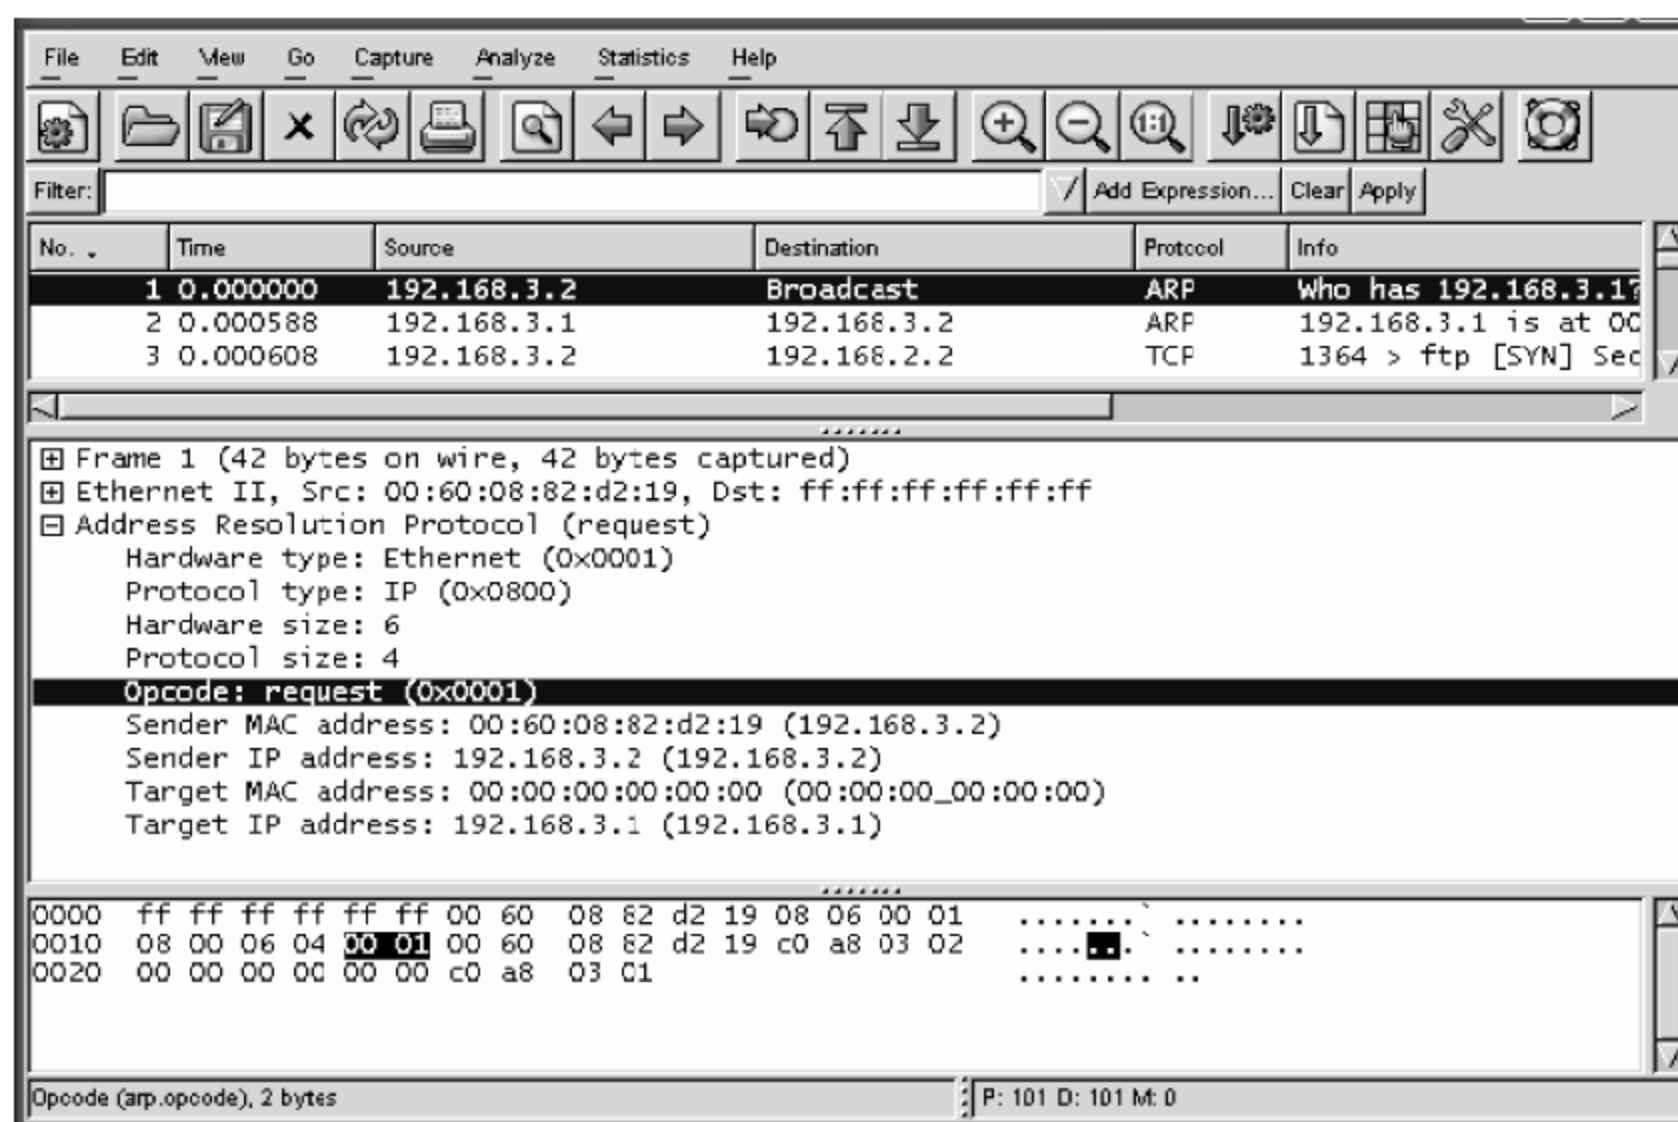 File Edit View Go Capture Analyze Statistics Help
1:1
Filter: Add Expression... Clear Apply
No. Time Source Destination Protocol Info
1 0.000000 192.168.3.2 Broadcast ARP Who has 192.168.3.1?
2 0.000588 192.168.3.1 192.168.3.2 ARP 192.168.3.1 is at 00
3 0.000608 192.168.3.2 192.168.2.2 TCP 1364 > ftp [SYN] Sec
Frame 1 (42 bytes on wire, 42 bytes captured)
Ethernet II, Src: 00:60:08:82:d2:19, Dst: ff:ff:ff:ff:ff:ff
Address Resolution Protocol (request)
Hardware type: Ethernet (0x0001)
Protocol type: IP (0x0800)
Hardware size: 6
Protocol size: 4
Opcode: request (0x0001)
Sender MAC address: 00:60:08:82:d2:19 (192.168.3.2)
Sender IP address: 192.168.3.2 (192.168.3.2)
Target MAC address: 00:00:00:00:00:00 (00:00:00_00:00:00)
Target IP address: 192.168.3.1 (192.168.3.1)
0000 ff ff ff ff ff ff 00 60 08 82 d2 19 08 06 00 01 .......` ........
0010 08 00 06 04 00 01 00 60 08 82 d2 19 c0 a8 03 02 .......` ........
0020 00 00 00 00 00 00 c0 a8 03 01 ........ ..
Opcode (arp.opcode), 2 bytes P: 101 D: 101 M: 0